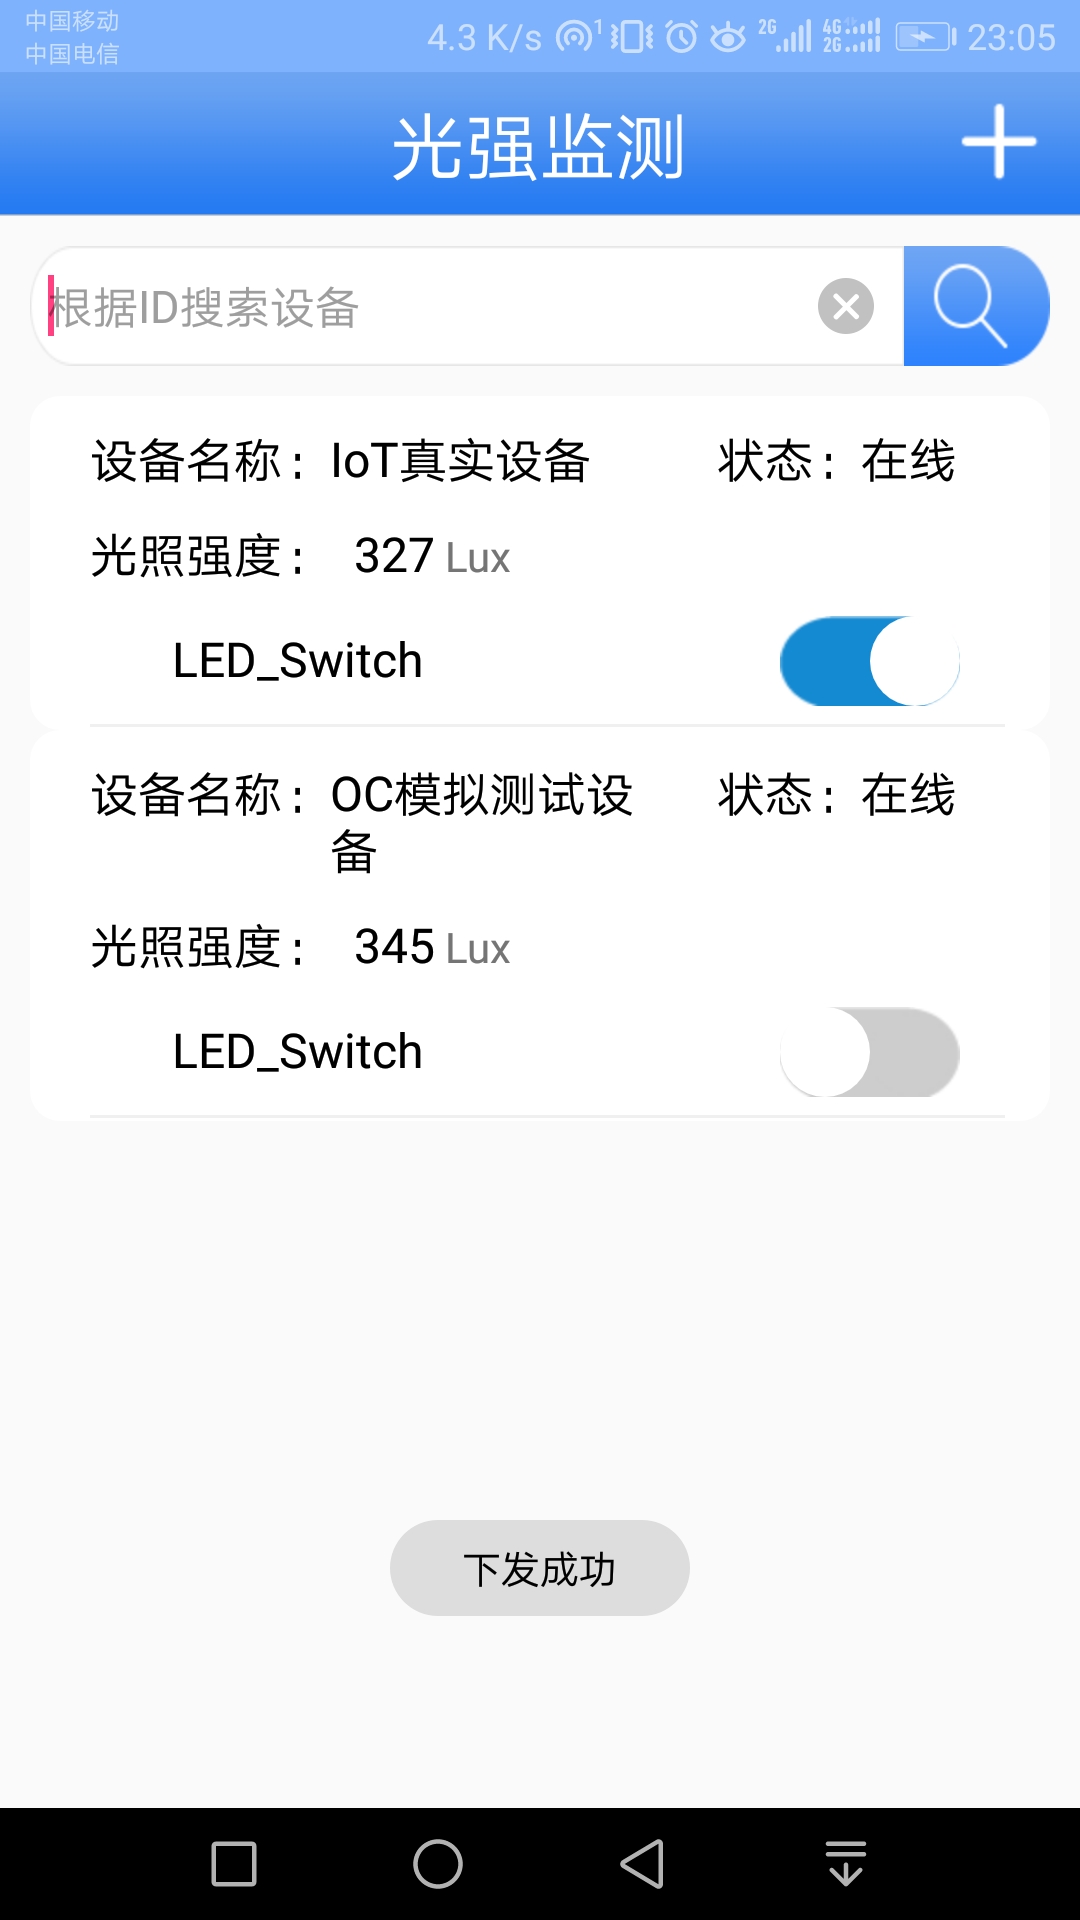 中国移动
中国电信
4.3 K/s 1 2G 4G 2G 23:05
光强监测
根据ID搜索设备
设备名称: IoT真实设备 状态: 在线
光照强度: 327 Lux
LED_Switch
设备名称: OC模拟测试设 状态: 在线
备
光照强度: 345 Lux
LED_Switch
下发成功